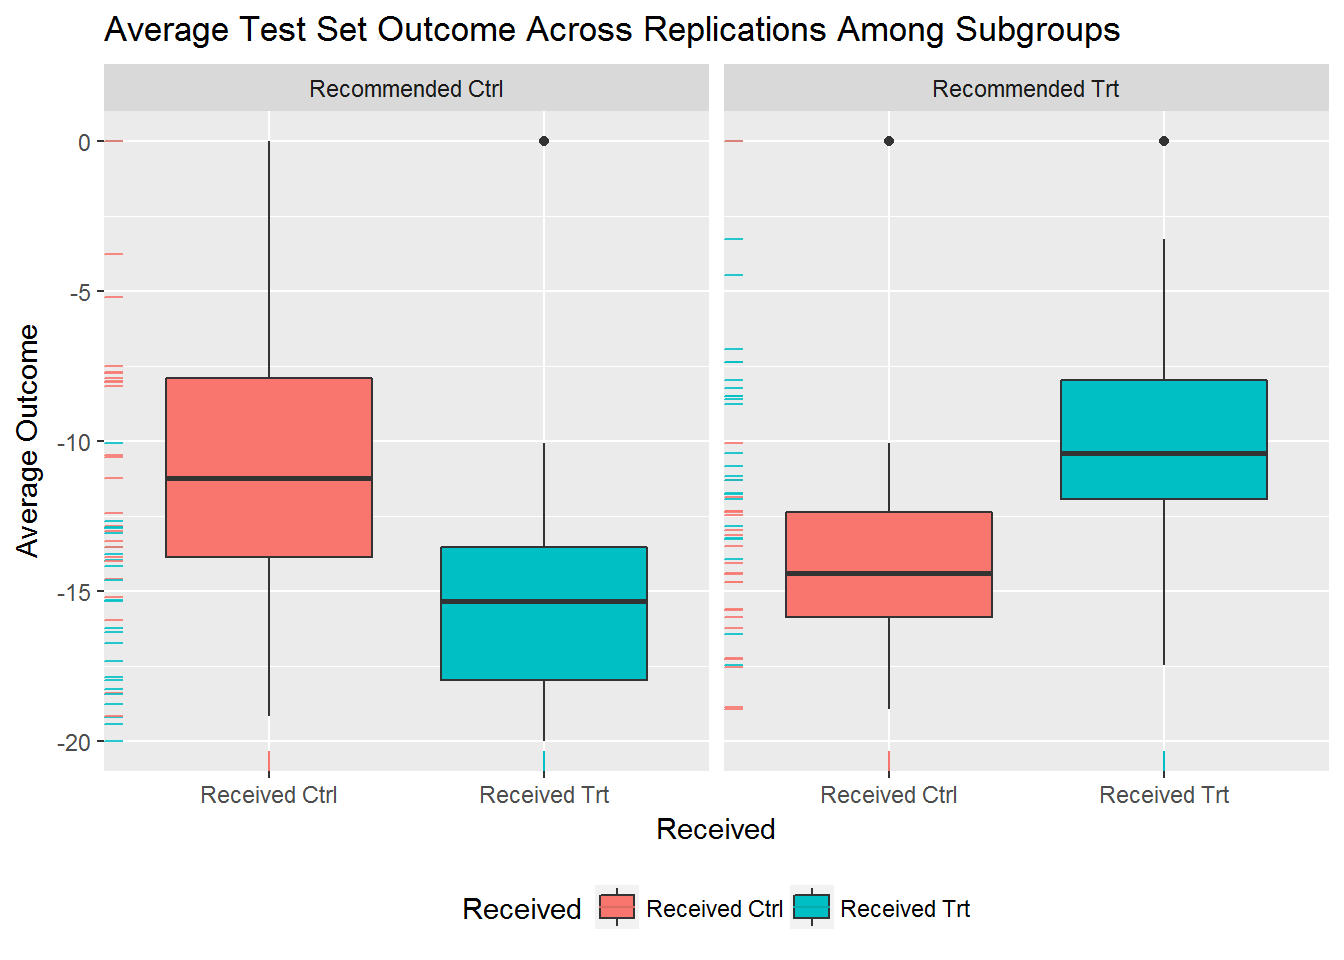 Average Test Set Outcome Across Replications Among Subgroups
Recommended Ctrl
Recommended Trt
Average Outcome
0
-5
-10
-15
-20
Received Ctrl
Received Trt
Received Ctrl
Received Trt
Received
Received
Received Ctrl
Received Trt